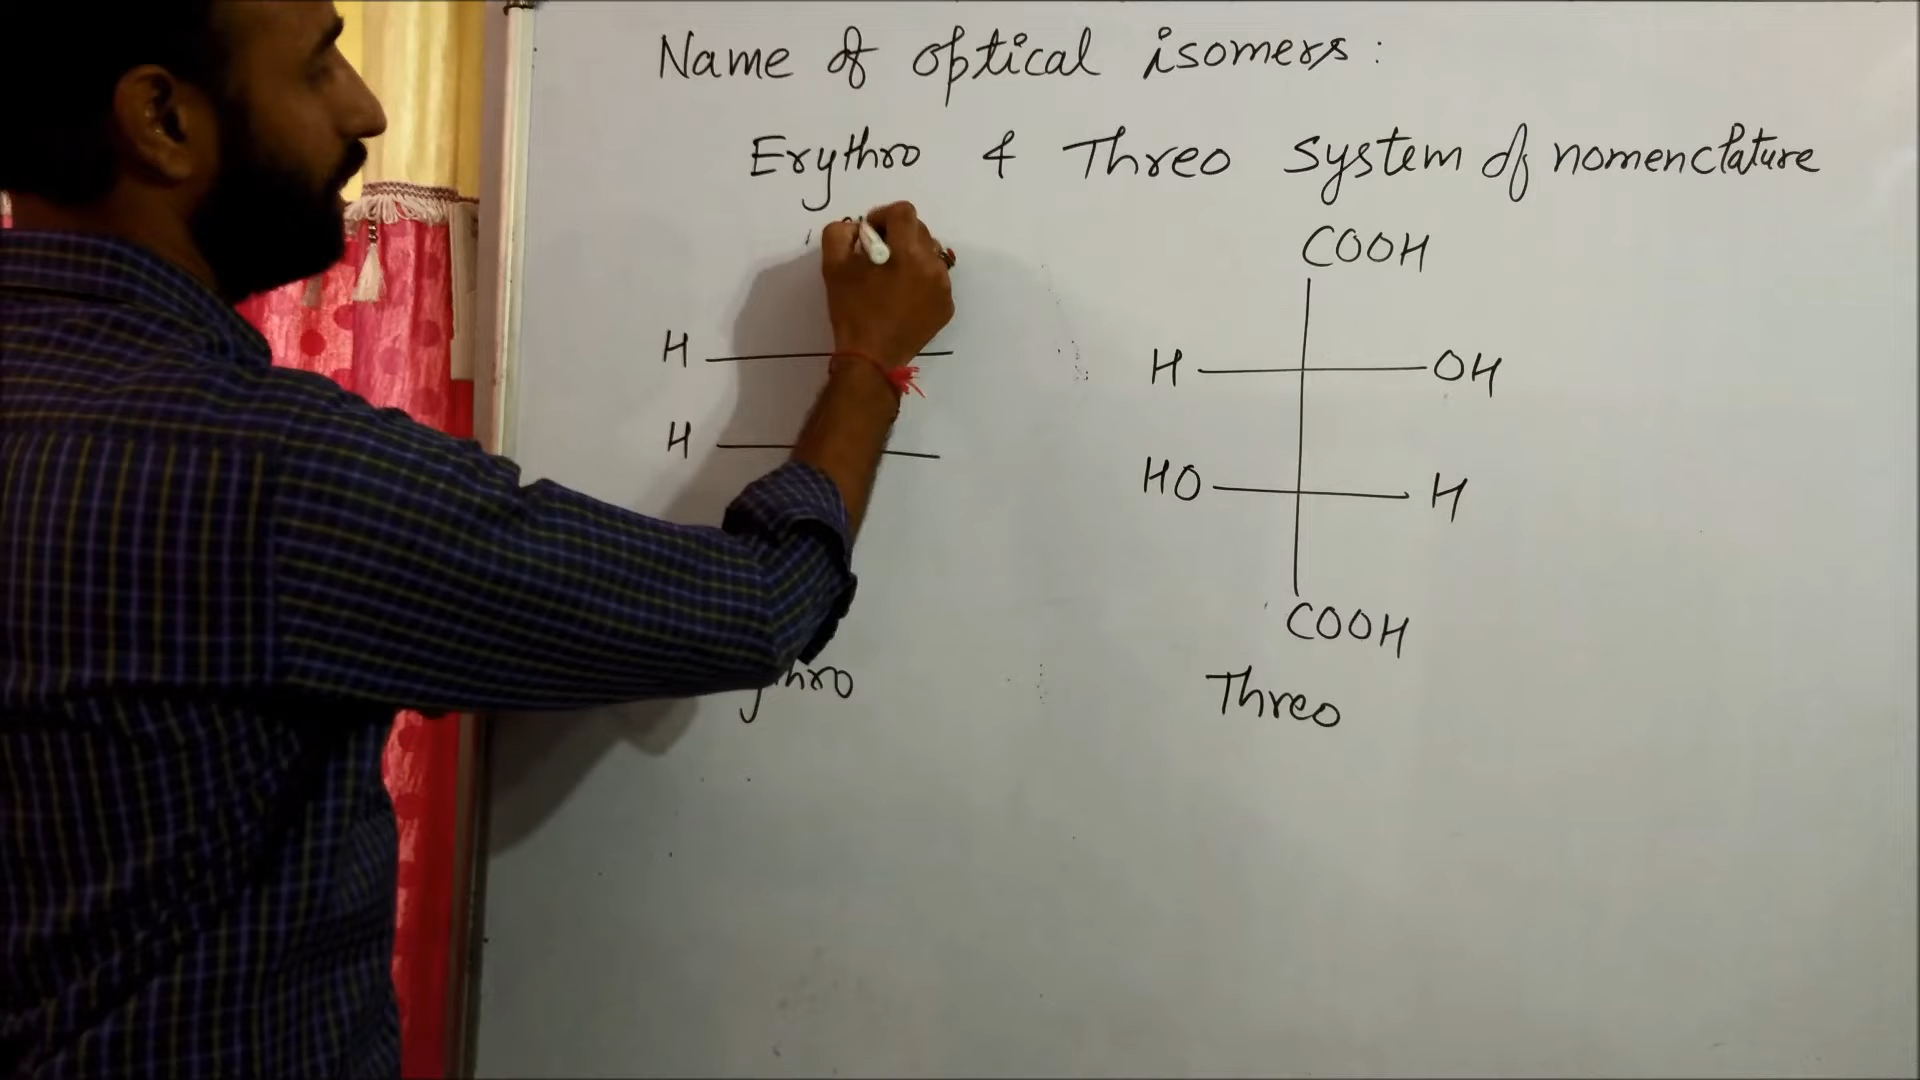 Name of optical isomers :
Erythro & Threo system of nomenclature
COOH
H
H OH
H
HO H
COOH
Threo